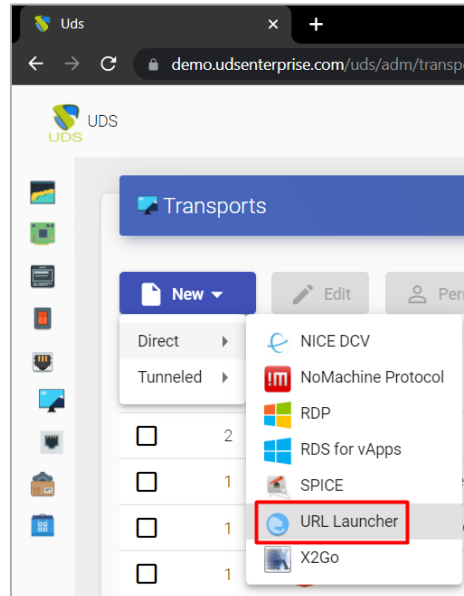 Uds
demo.udsenterprise.com/uds/adm/transp
UDS
UDS
Transports
New
Edit
Per
Direct
NICE DCV
Tunneled
NoMachine Protocol
RDP
2
RDS for vApps
1
SPICE
1
URL Launcher
1
X2Go